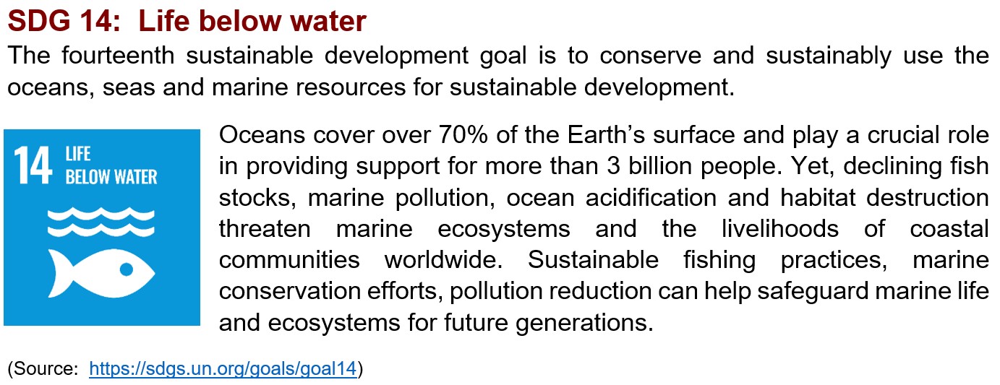 SDG 14: Life below water
The fourteenth sustainable development goal is to conserve and sustainably use the
oceans, seas and marine resources for sustainable development.
14 LIFE
BELOW WATER
Oceans cover over 70% of the Earth’s surface and play a crucial role
in providing support for more than 3 billion people. Yet, declining fish
stocks, marine pollution, ocean acidification and habitat destruction
threaten marine ecosystems and the livelihoods of coastal
communities worldwide. Sustainable fishing practices, marine
conservation efforts, pollution reduction can help safeguard marine life
and ecosystems for future generations.
(Source: https://sdgs.un.org/goals/goal14)